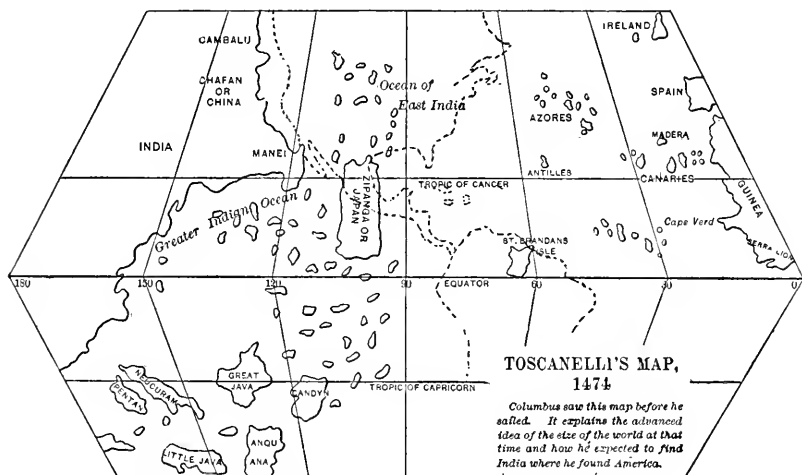 IRELAND
CAMBALU
CHAFAN
OR
CHINA
Ocean of
East India
SPAIN
AZORES
INDIA
MANEI
MADERA
ANTILLES
CANARIES
TROPIC OF CANCER
ZIPANGA OR
JAPAN
GUINEA
Greater Indian Ocean
Cape Verd
ST. BRANDANS
ISLE
SERRA LION
180
150
120
90
EQUATOR
60
30
0
TOSCANELLI'S MAP,
1474
NEUCURAM
PENTAN
GREAT
JAVA
CANDYN
TROPIC OF CAPRICORN
Columbus saw this map before he
sailed. It explains the advanced
idea of the size of the world at that
time and how he expected to find
India where he found America.
LITTLE JAVA
ANQU
ANA